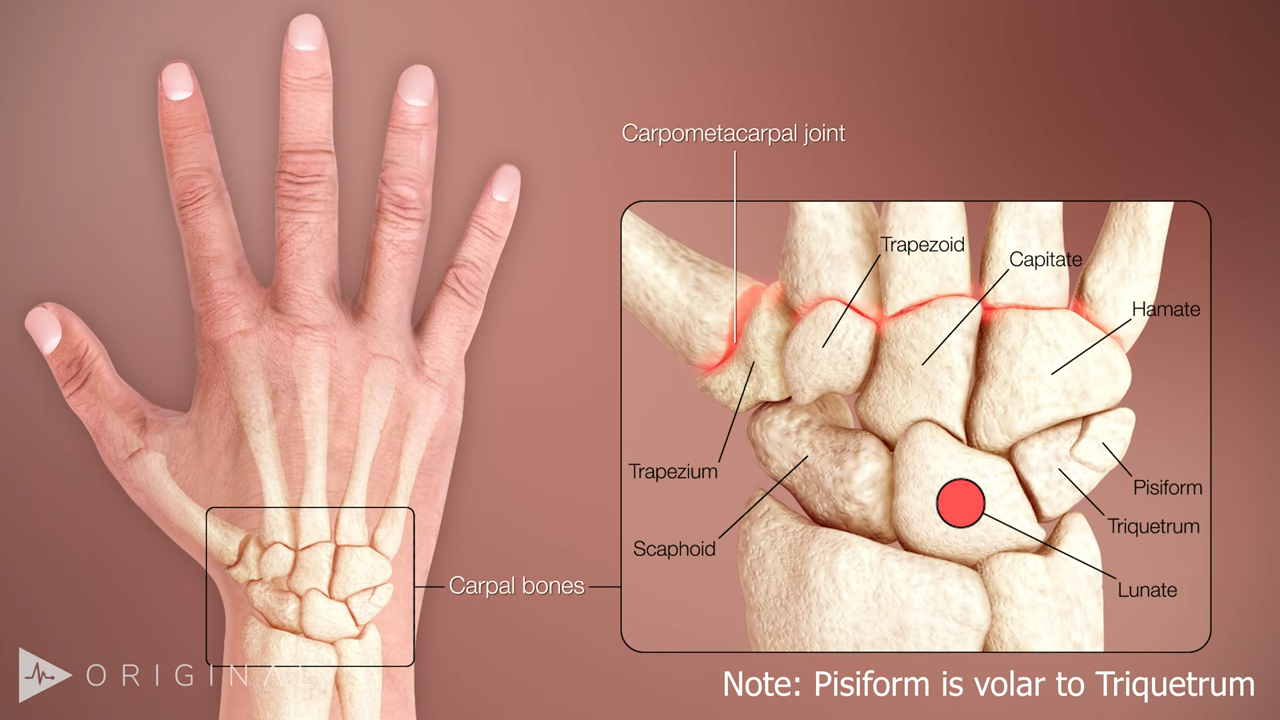 Carpometacarpal joint
Trapezoid
Capitate
Hamate
Trapezium
Pisiform
Triquetrum
Scaphoid
Carpal bones
Lunate
ORIGINAL
Note: Pisiform is volar to Triquetrum